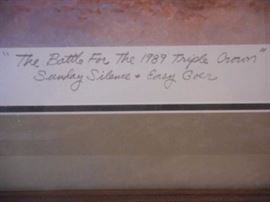 "The Battle For The 1989 Triple Crown"
Sunday Silence + Easy Goer